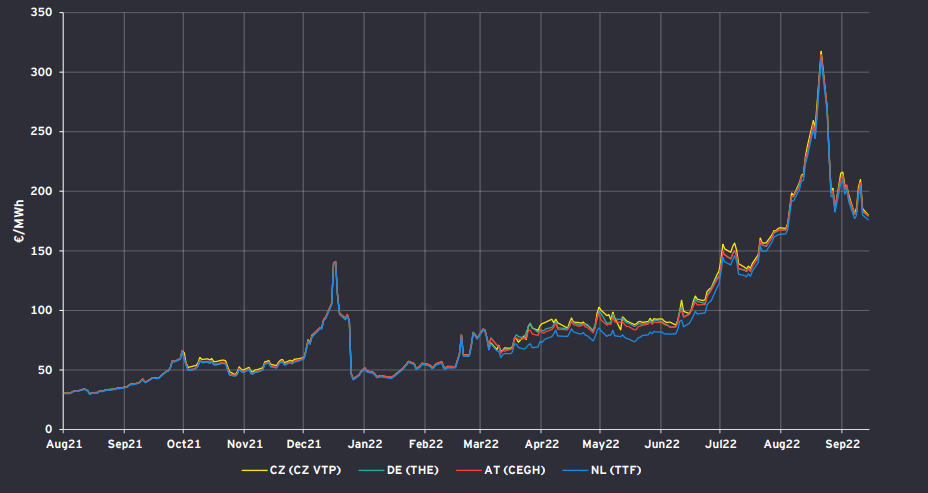 350
300
250
200
150
100
50
0
€/MWh
Aug21 Sep21 Oct21 Nov21 Dec21 Jan22 Feb22 Mar22 Apr22 May22 Jun22 Jul22 Aug22 Sep22
CZ (CZ VTP) DE (THE) AT (CEGH) NL (TTF)